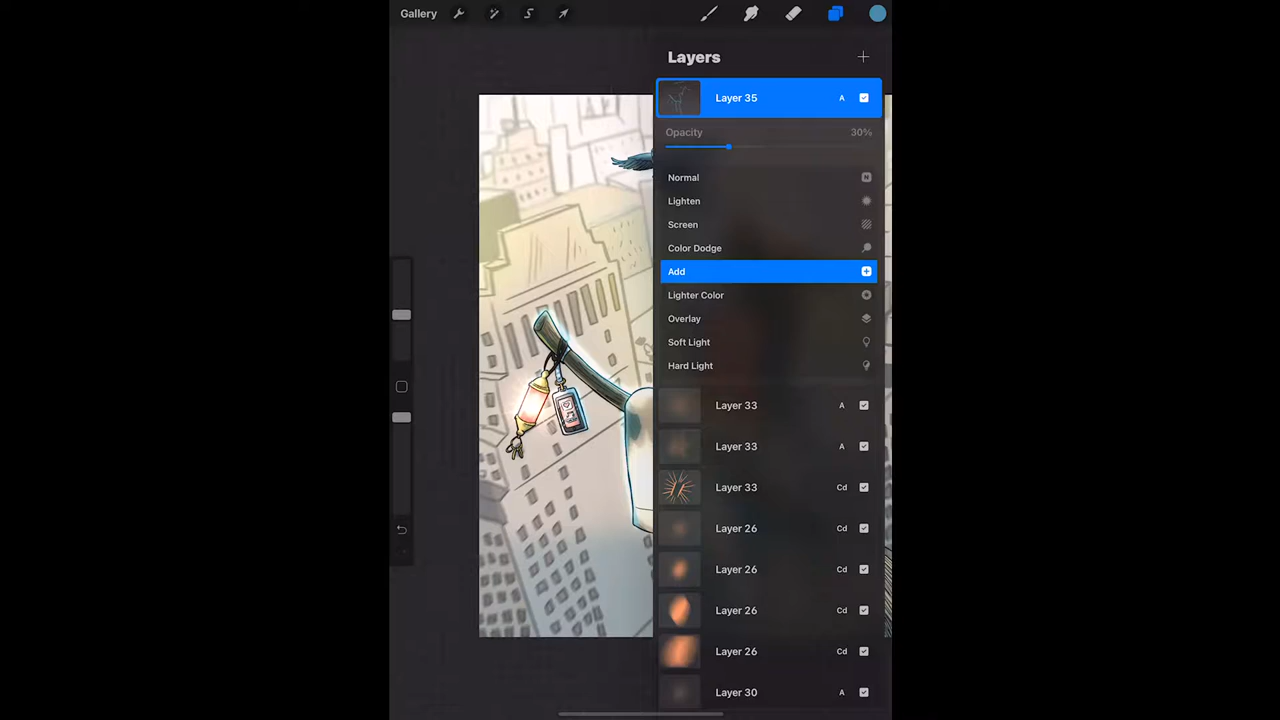 Gallery
Layers
Layer 35 A
Opacity 30%
Normal N
Lighten
Screen
Color Dodge
Add
Lighter Color
Overlay
Soft Light
Hard Light
Layer 33 A
Layer 33 A
Layer 33 Cd
Layer 26 Cd
Layer 26 Cd
Layer 26 Cd
Layer 26 Cd
Layer 30 A